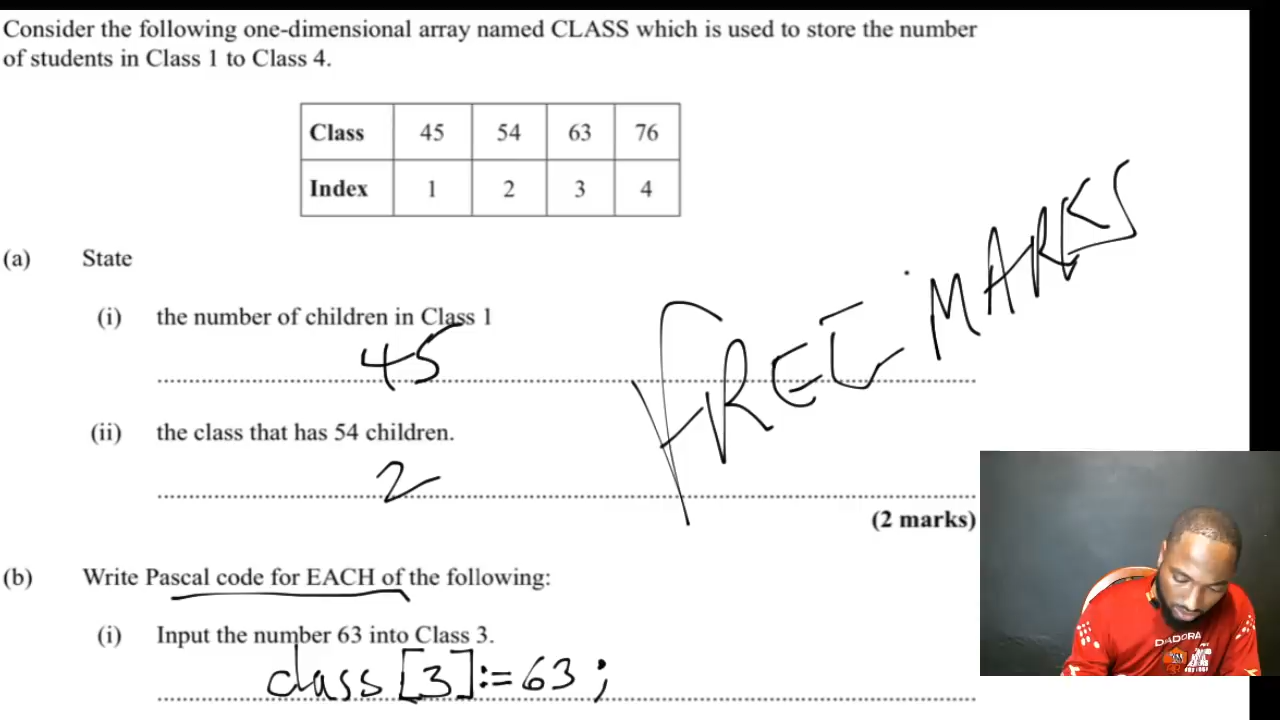 Consider the following one-dimensional array named CLASS which is used to store the number
of students in Class 1 to Class 4.
Class 45 54 63 76
Index 1 2 3 4
(a) State
(i) the number of children in Class 1
45
(ii) the class that has 54 children.
2
(2 marks)
FREE MARKS
(b) Write Pascal code for EACH of the following:
(i) Input the number 63 into Class 3.
class [3] := 63 ;
DIADORA